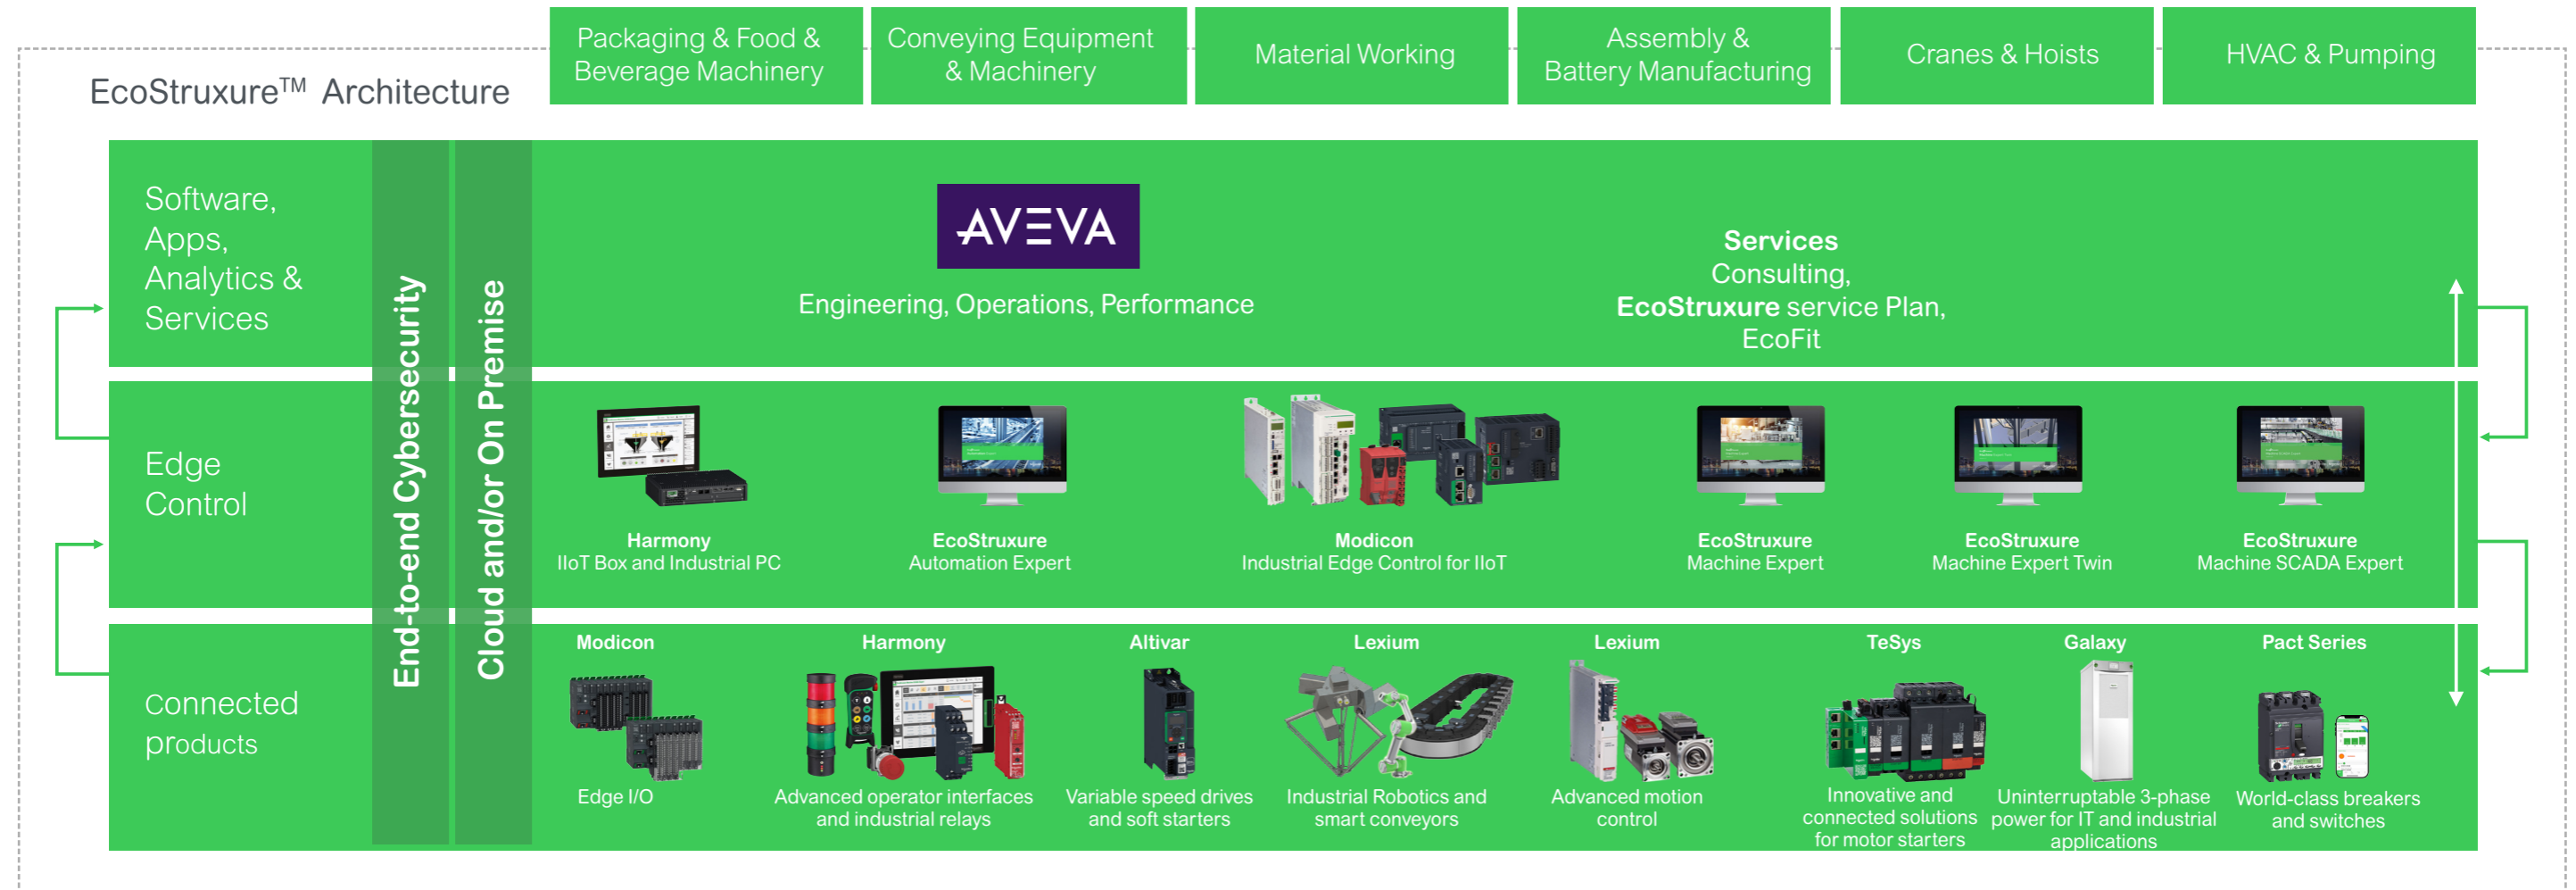 Packaging & Food &
Beverage Machinery
Conveying Equipment
& Machinery
Material Working
Assembly &
Battery Manufacturing
Cranes & Hoists
HVAC & Pumping
EcoStruxure™ Architecture
Software,
Apps,
Analytics &
Services
End-to-end Cybersecurity
Cloud and/or On Premise
AVEVA
Engineering, Operations, Performance
Services
Consulting,
EcoStruxure service Plan,
EcoFit
Edge
Control
Harmony
IIoT Box and Industrial PC
EcoStruxure
Automation Expert
Modicon
Industrial Edge Control for IIoT
EcoStruxure
Machine Expert
EcoStruxure
Machine Expert Twin
EcoStruxure
Machine SCADA Expert
Connected
products
Modicon
Edge I/O
Harmony
Advanced operator interfaces
and industrial relays
Altivar
Variable speed drives
and soft starters
Lexium
Industrial Robotics and
smart conveyors
Lexium
Advanced motion
control
TeSys
Innovative and
connected solutions
for motor starters
Galaxy
Uninterruptable 3-phase
power for IT and industrial
applications
Pact Series
World-class breakers
and switches